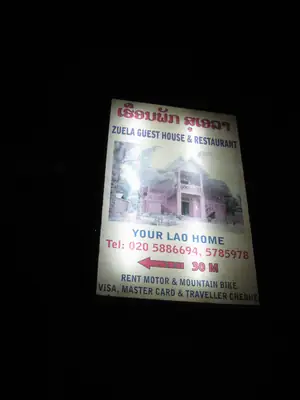 ເຮືອນພັກ ສຸເອລາ
ZUELA GUEST HOUSE & RESTAURANT
YOUR LAO HOME
Tel: 020 5886694, 5785978
30 M
RENT MOTOR & MOUNTAIN BIKE
VISA, MASTER CARD & TRAVELLER CHEQUE